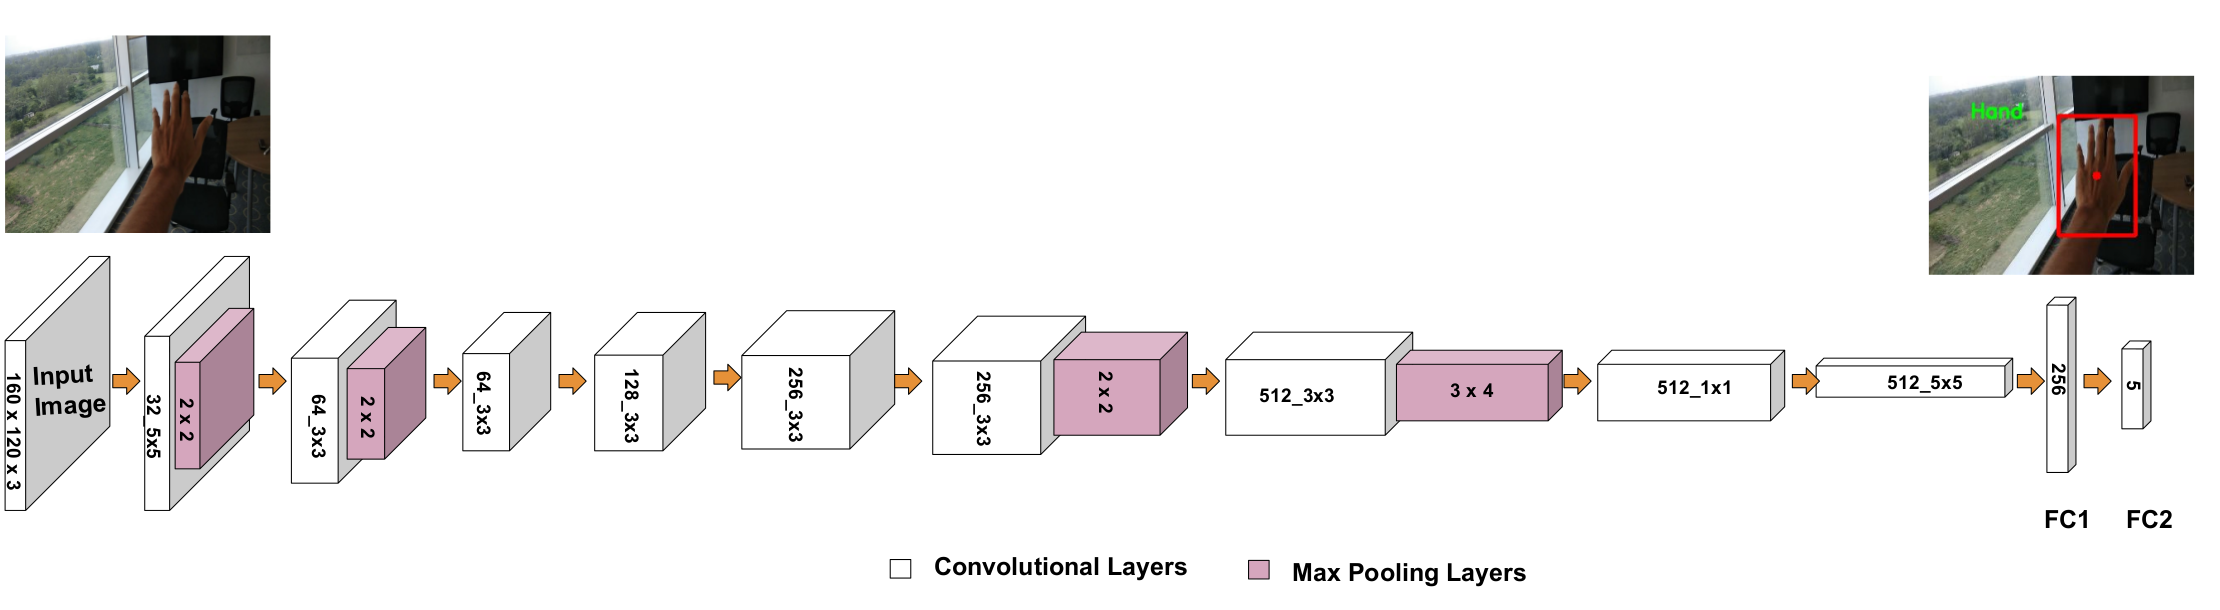 Hand
160 x 120 x 3
Input
Image
32_5x5
2 x 2
64_3x3
2 x 2
64_3x3
128_3x3
256_3x3
256_3x3
2 x 2
512_3x3
3 x 4
512_1x1
512_5x5
256
5
FC1
FC2
Convolutional Layers
Max Pooling Layers